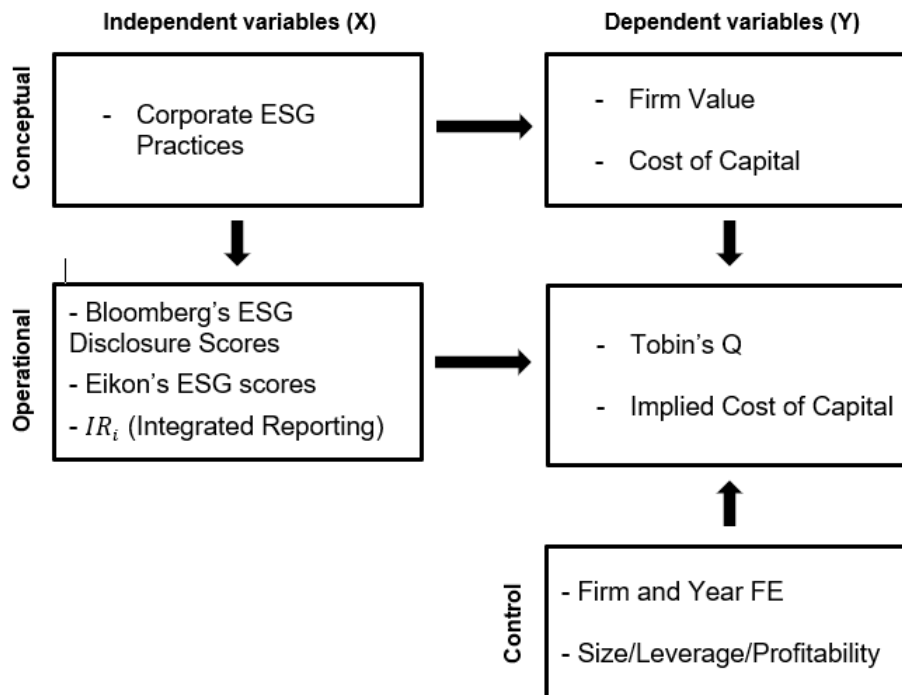 Independent variables (X)
Dependent variables (Y)
Conceptual
- Corporate ESG
Practices
- Firm Value
- Cost of Capital
Operational
- Bloomberg’s ESG
Disclosure Scores
- Eikon’s ESG scores
- IRᵢ (Integrated Reporting)
- Tobin’s Q
- Implied Cost of Capital
Control
- Firm and Year FE
- Size/Leverage/Profitability